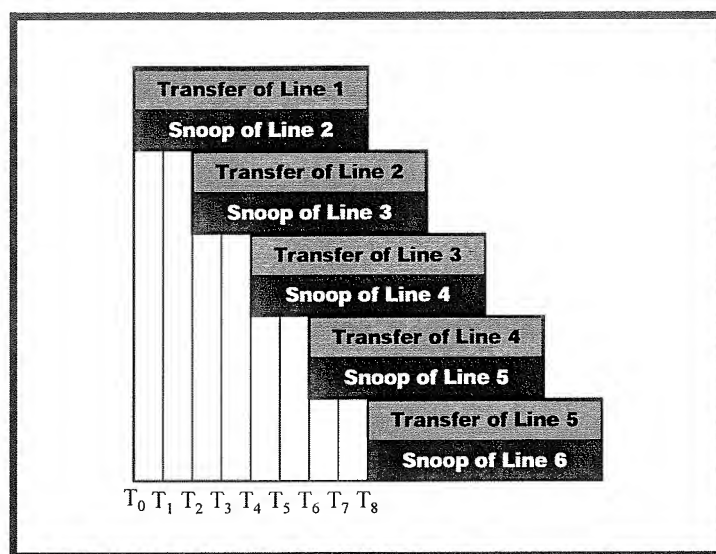 Transfer of Line 1
Snoop of Line 2
Transfer of Line 2
Snoop of Line 3
Transfer of Line 3
Snoop of Line 4
Transfer of Line 4
Snoop of Line 5
Transfer of Line 5
Snoop of Line 6
T₀ T₁ T₂ T₃ T₄ T₅ T₆ T₇ T₈